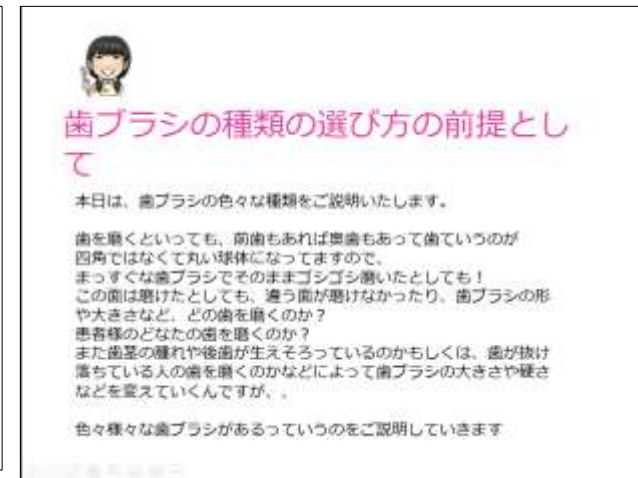 歯ブラシの種類の選び方の前提とし
て
本日は、歯ブラシの色々な種類をご説明いたします。
歯を磨くといっても、前歯もあれば奥歯もあって歯ていうのが
四角ではなくて丸い球体になってますので、
まっすぐな歯ブラシでそのままゴシゴシ磨いたとしても！
この面は磨けたとしても、違う面が磨けなかったり、歯ブラシの形
や大きさなど、どの歯を磨くのか？
患者様のどなたの歯を磨くのか？
また歯茎の腫れや後歯が生えそろっているのかもしくは、歯が抜け
落ちている人の歯を磨くのかなどによって歯ブラシの大きさや硬さ
などを変えていくんですが、.
色々様々な歯ブラシがあるっていうのをご説明していきます